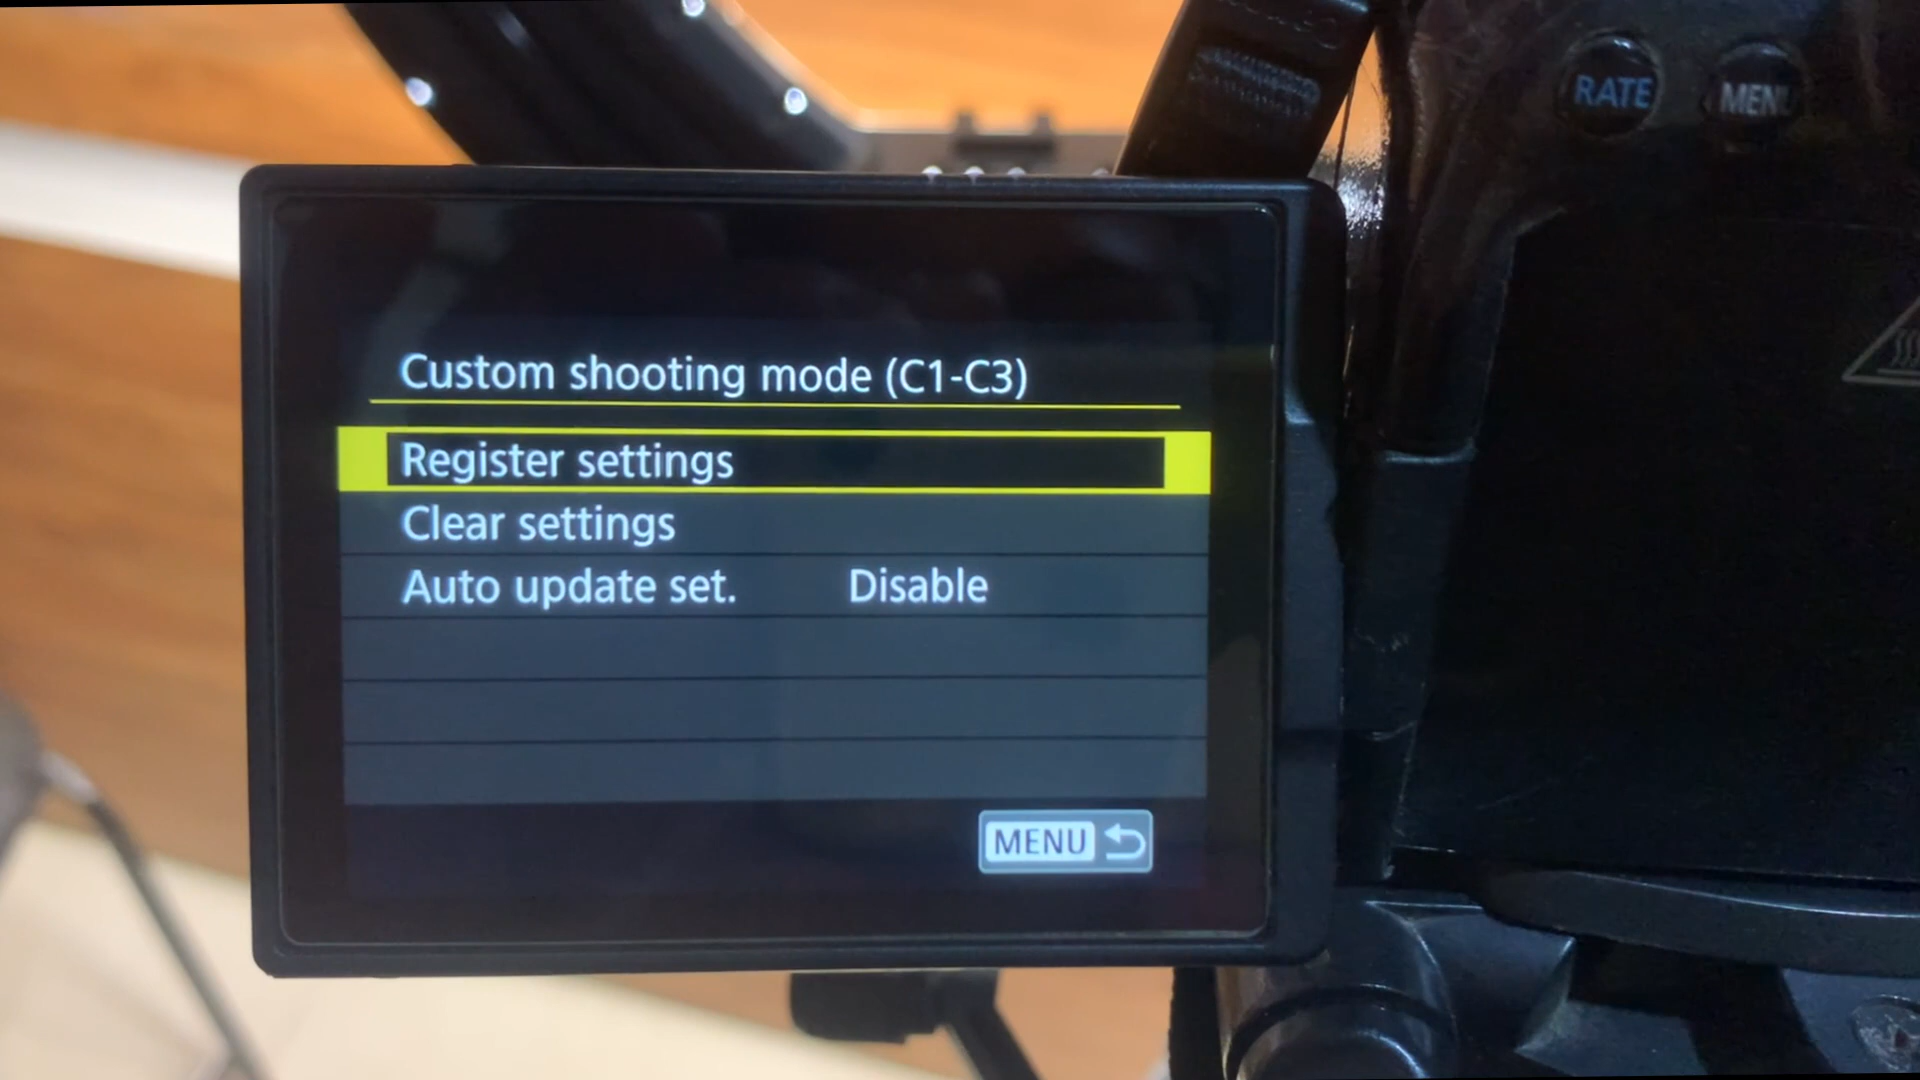 RATE MENU
Custom shooting mode (C1-C3)
Register settings
Clear settings
Auto update set. Disable
MENU